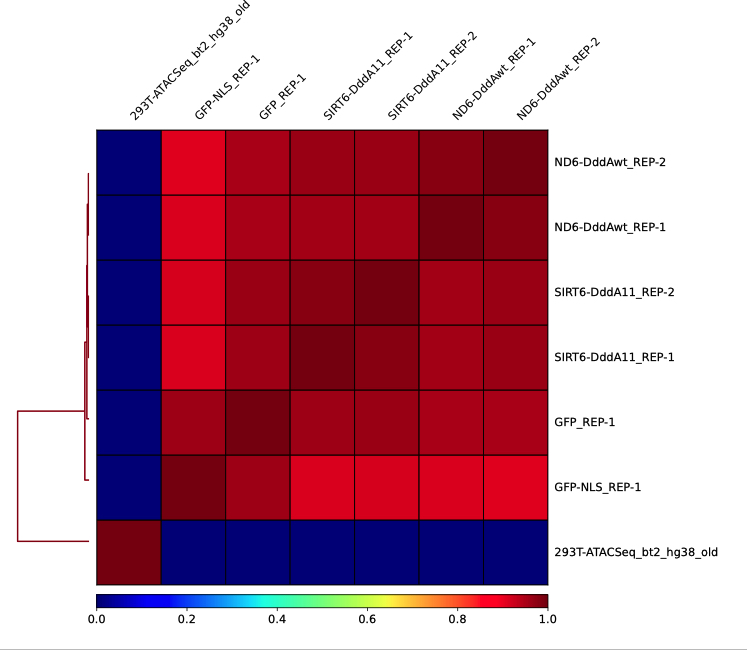 293T-ATACSeq_bt2_hg38_old
GFP-NLS_REP-1
GFP_REP-1
SIRT6-DddA11_REP-1
SIRT6-DddA11_REP-2
ND6-DddAwt_REP-1
ND6-DddAwt_REP-2
ND6-DddAwt_REP-2
ND6-DddAwt_REP-1
SIRT6-DddA11_REP-2
SIRT6-DddA11_REP-1
GFP_REP-1
GFP-NLS_REP-1
293T-ATACSeq_bt2_hg38_old
0.0 0.2 0.4 0.6 0.8 1.0